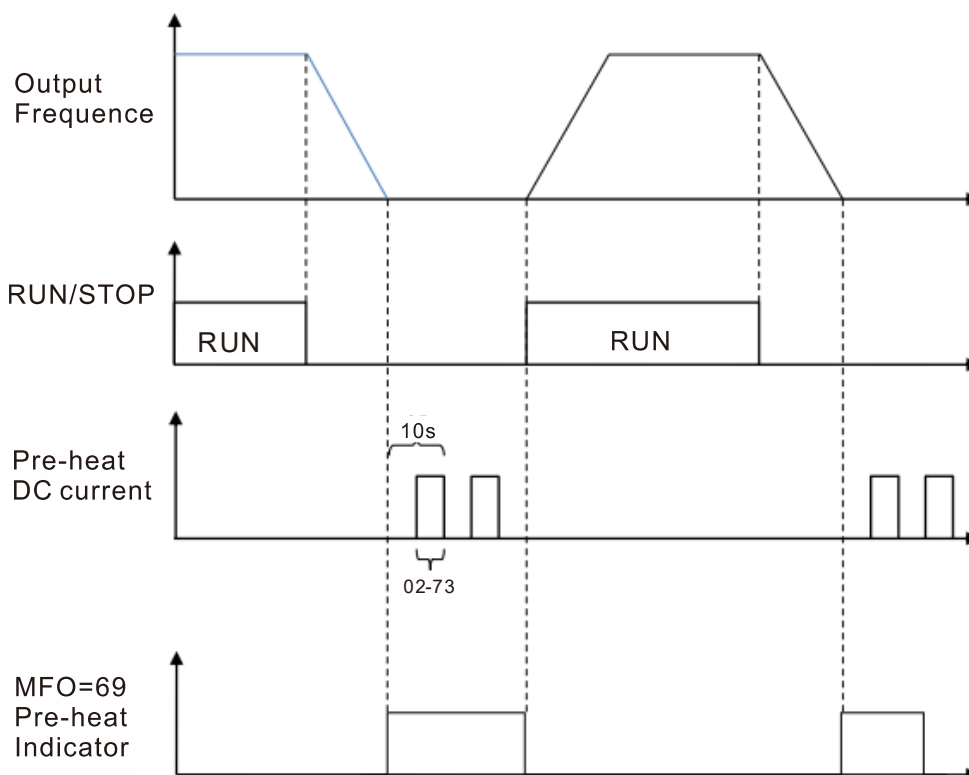 Output
Frequence
RUN/STOP
RUN
RUN
Pre-heat
DC current
10s
02-73
MFO=69
Pre-heat
Indicator